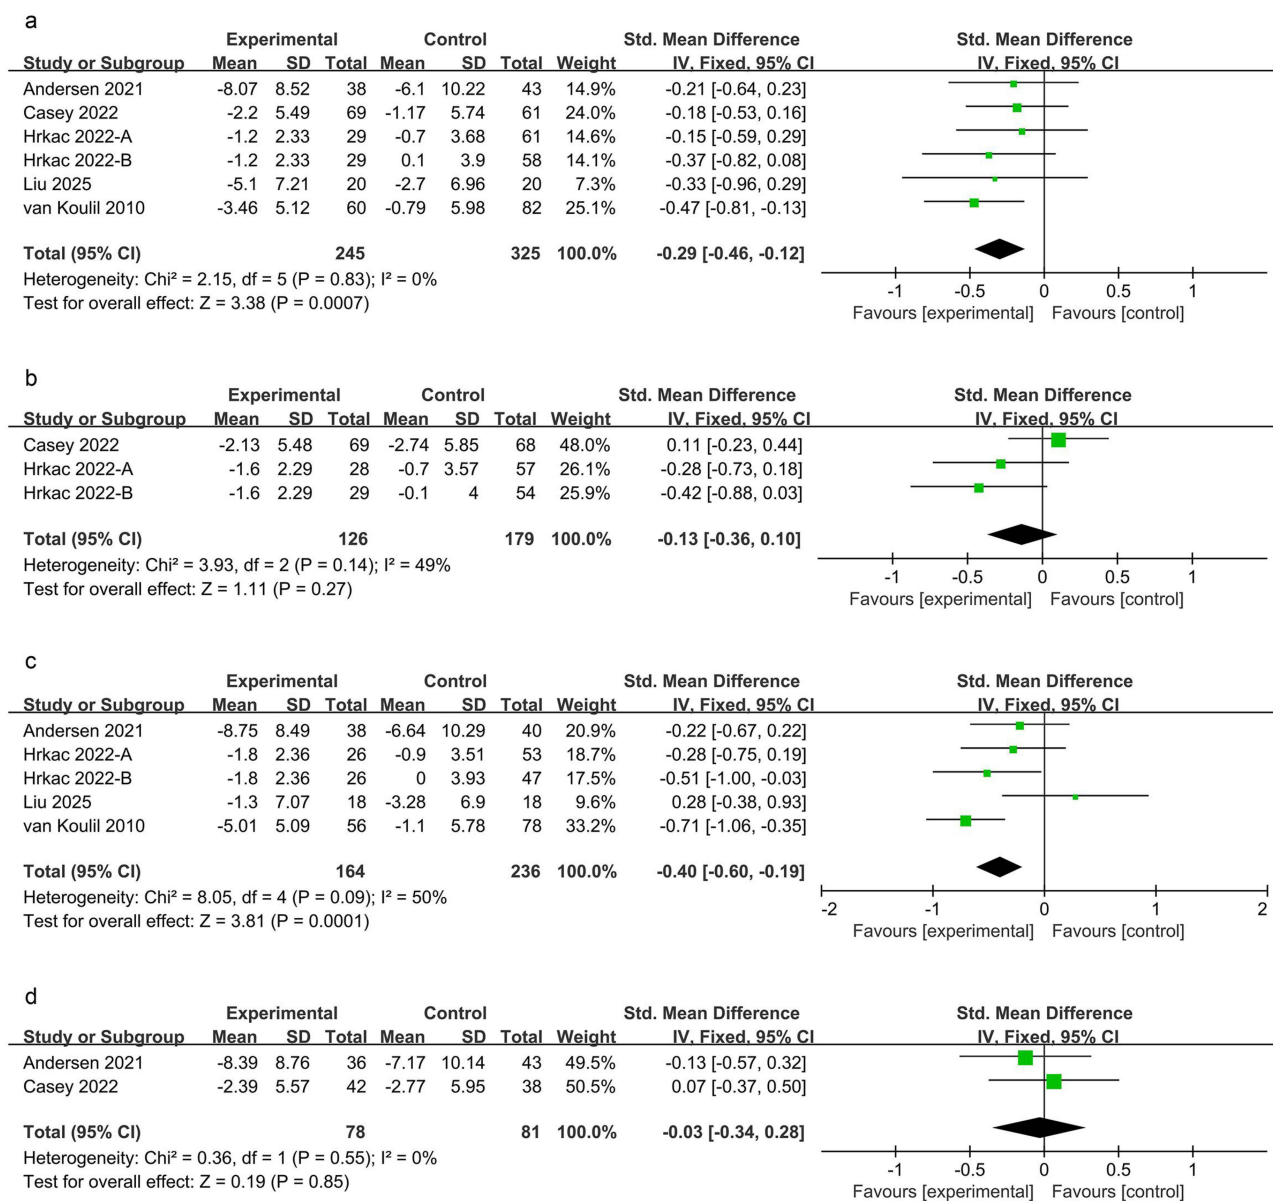 a
Experimental Control Std. Mean Difference Std. Mean Difference
Study or Subgroup Mean SD Total Mean SD Total Weight IV, Fixed, 95% CI IV, Fixed, 95% CI
Andersen 2021 -8.07 8.52 38 -6.1 10.22 43 14.9% -0.21 [-0.64, 0.23]
Casey 2022 -2.2 5.49 69 -1.17 5.74 61 24.0% -0.18 [-0.53, 0.16]
Hrkac 2022-A -1.2 2.33 29 -0.7 3.68 61 14.6% -0.15 [-0.59, 0.29]
Hrkac 2022-B -1.2 2.33 29 0.1 3.9 58 14.1% -0.37 [-0.82, 0.08]
Liu 2025 -5.1 7.21 20 -2.7 6.96 20 7.3% -0.33 [-0.96, 0.29]
van Koulil 2010 -3.46 5.12 60 -0.79 5.98 82 25.1% -0.47 [-0.81, -0.13]
Total (95% CI) 245 325 100.0% -0.29 [-0.46, -0.12]
Heterogeneity: Chi² = 2.15, df = 5 (P = 0.83); I² = 0%
Test for overall effect: Z = 3.38 (P = 0.0007)
-1 -0.5 0 0.5 1
Favours [experimental] Favours [control]
b
Experimental Control Std. Mean Difference Std. Mean Difference
Study or Subgroup Mean SD Total Mean SD Total Weight IV, Fixed, 95% CI IV, Fixed, 95% CI
Casey 2022 -2.13 5.48 69 -2.74 5.85 68 48.0% 0.11 [-0.23, 0.44]
Hrkac 2022-A -1.6 2.29 28 -0.7 3.57 57 26.1% -0.28 [-0.73, 0.18]
Hrkac 2022-B -1.6 2.29 29 -0.1 4 54 25.9% -0.42 [-0.88, 0.03]
Total (95% CI) 126 179 100.0% -0.13 [-0.36, 0.10]
Heterogeneity: Chi² = 3.93, df = 2 (P = 0.14); I² = 49%
Test for overall effect: Z = 1.11 (P = 0.27)
-1 -0.5 0 0.5 1
Favours [experimental] Favours [control]
c
Experimental Control Std. Mean Difference Std. Mean Difference
Study or Subgroup Mean SD Total Mean SD Total Weight IV, Fixed, 95% CI IV, Fixed, 95% CI
Andersen 2021 -8.75 8.49 38 -6.64 10.29 40 20.9% -0.22 [-0.67, 0.22]
Hrkac 2022-A -1.8 2.36 26 -0.9 3.51 53 18.7% -0.28 [-0.75, 0.19]
Hrkac 2022-B -1.8 2.36 26 0 3.93 47 17.5% -0.51 [-1.00, -0.03]
Liu 2025 -1.3 7.07 18 -3.28 6.9 18 9.6% 0.28 [-0.38, 0.93]
van Koulil 2010 -5.01 5.09 56 -1.1 5.78 78 33.2% -0.71 [-1.06, -0.35]
Total (95% CI) 164 236 100.0% -0.40 [-0.60, -0.19]
Heterogeneity: Chi² = 8.05, df = 4 (P = 0.09); I² = 50%
Test for overall effect: Z = 3.81 (P = 0.0001)
-2 -1 0 1 2
Favours [experimental] Favours [control]
d
Experimental Control Std. Mean Difference Std. Mean Difference
Study or Subgroup Mean SD Total Mean SD Total Weight IV, Fixed, 95% CI IV, Fixed, 95% CI
Andersen 2021 -8.39 8.76 36 -7.17 10.14 43 49.5% -0.13 [-0.57, 0.32]
Casey 2022 -2.39 5.57 42 -2.77 5.95 38 50.5% 0.07 [-0.37, 0.50]
Total (95% CI) 78 81 100.0% -0.03 [-0.34, 0.28]
Heterogeneity: Chi² = 0.36, df = 1 (P = 0.55); I² = 0%
Test for overall effect: Z = 0.19 (P = 0.85)
-1 -0.5 0 0.5 1
Favours [experimental] Favours [control]